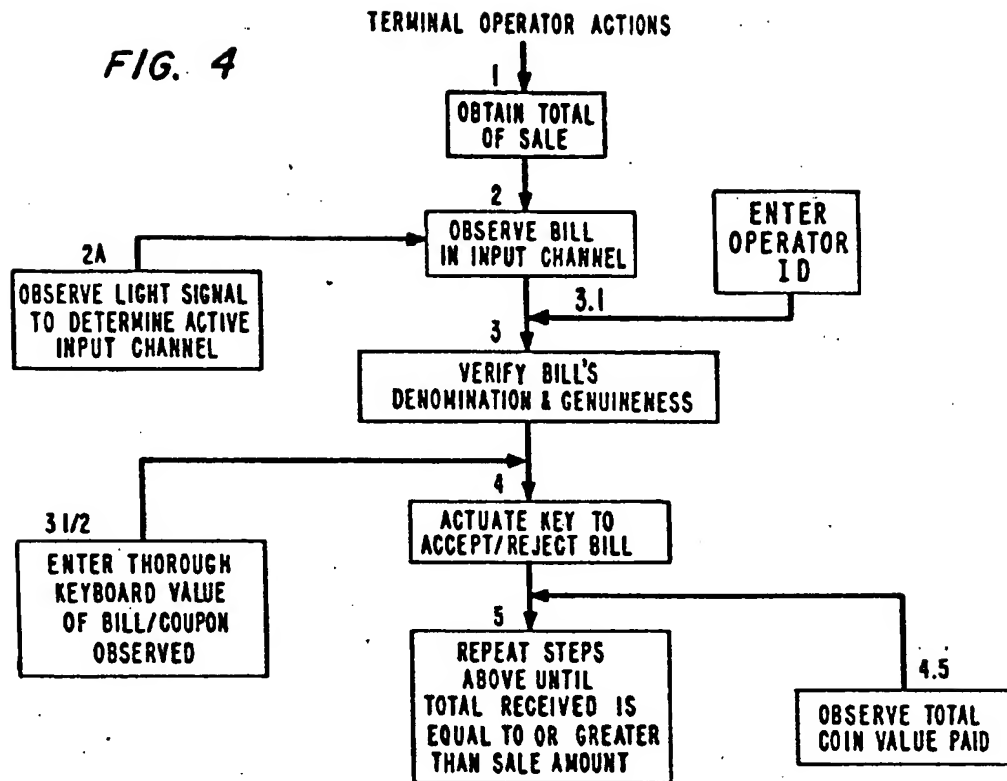 TERMINAL OPERATOR ACTIONS
FIG. 4
1
OBTAIN TOTAL
OF SALE
2
OBSERVE BILL
IN INPUT CHANNEL
ENTER
OPERATOR
ID
2A
OBSERVE LIGHT SIGNAL
TO DETERMINE ACTIVE
INPUT CHANNEL
3.1
3
VERIFY BILL'S
DENOMINATION & GENUINENESS
4
ACTUATE KEY TO
ACCEPT/REJECT BILL
3 1/2
ENTER THOROUGH
KEYBOARD VALUE
OF BILL/COUPON
OBSERVED
5
REPEAT STEPS
ABOVE UNTIL
TOTAL RECEIVED IS
EQUAL TO OR GREATER
THAN SALE AMOUNT
4.5
OBSERVE TOTAL
COIN VALUE PAID